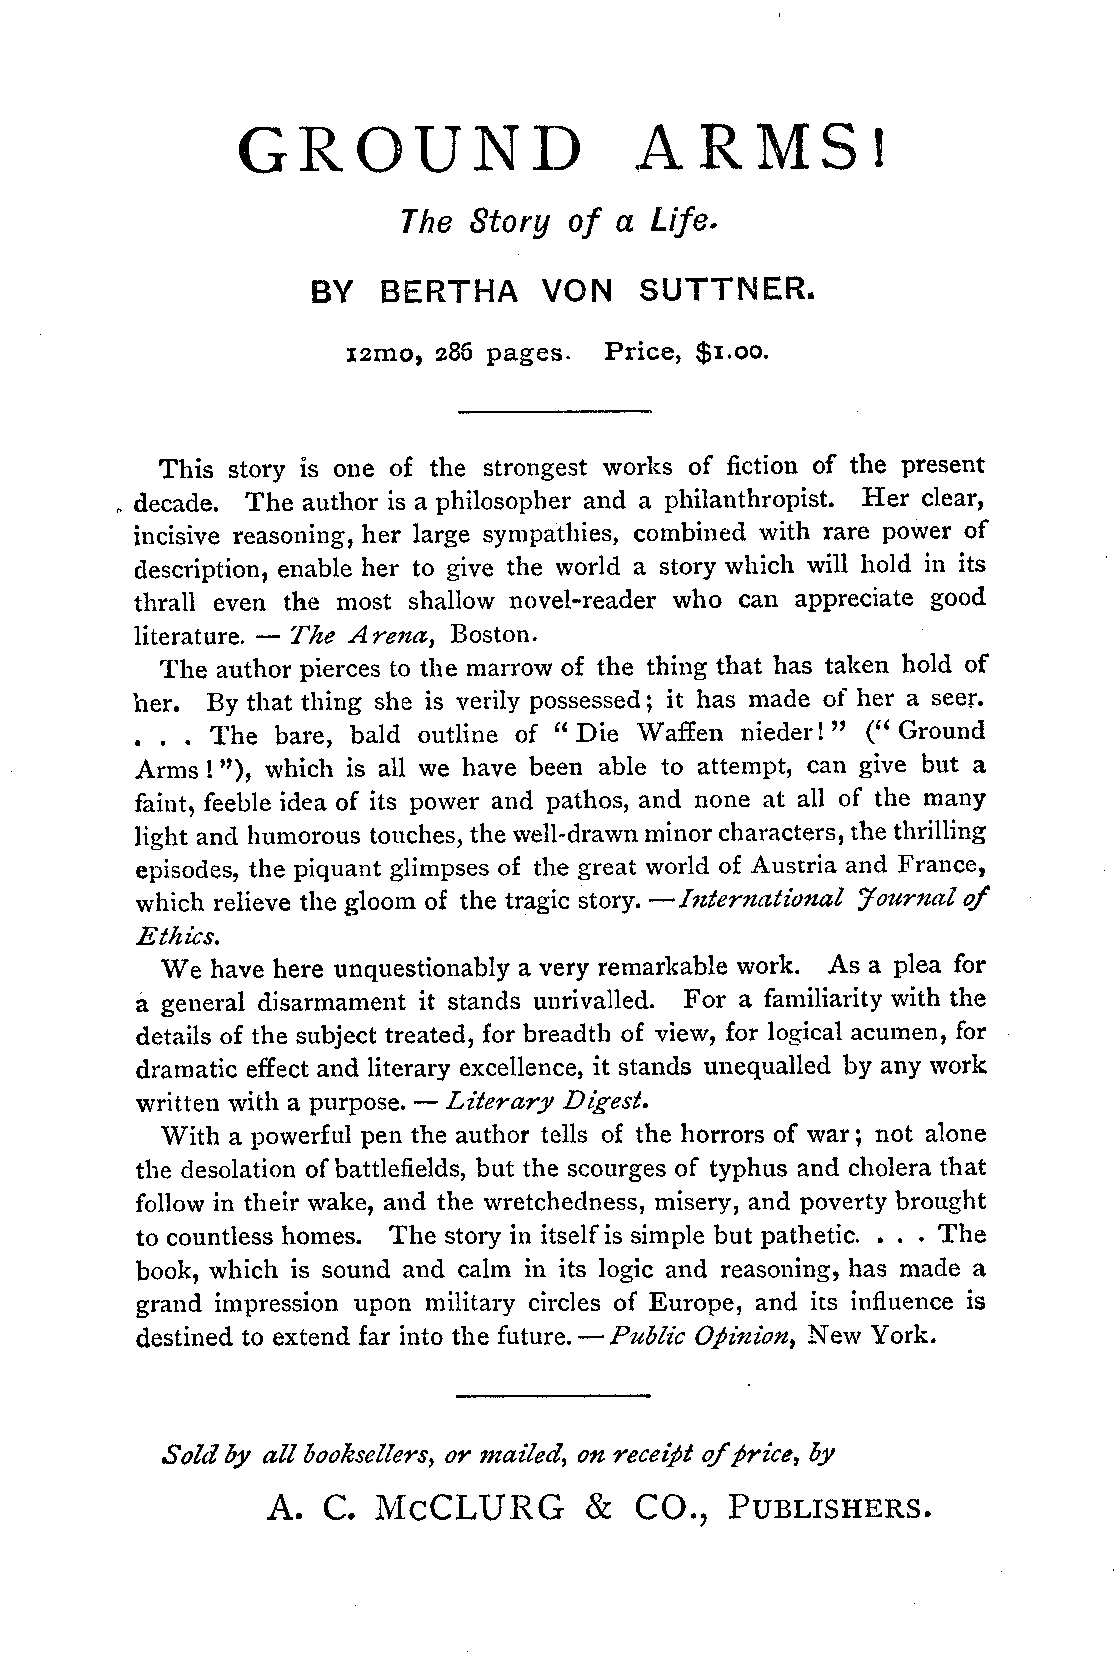 GROUND ARMS!
The Story of a Life.
BY BERTHA VON SUTTNER.
12mo, 286 pages. Price, $1.00.
This story is one of the strongest works of fiction of the present
decade. The author is a philosopher and a philanthropist. Her clear,
incisive reasoning, her large sympathies, combined with rare power of
description, enable her to give the world a story which will hold in its
thrall even the most shallow novel-reader who can appreciate good
literature. — The Arena, Boston.
The author pierces to the marrow of the thing that has taken hold of
her. By that thing she is verily possessed; it has made of her a seer.
. . . The bare, bald outline of “Die Waffen nieder!” (“Ground
Arms!”), which is all we have been able to attempt, can give but a
faint, feeble idea of its power and pathos, and none at all of the many
light and humorous touches, the well-drawn minor characters, the thrilling
episodes, the piquant glimpses of the great world of Austria and France,
which relieve the gloom of the tragic story. — International Journal of
Ethics.
We have here unquestionably a very remarkable work. As a plea for
a general disarmament it stands unrivalled. For a familiarity with the
details of the subject treated, for breadth of view, for logical acumen, for
dramatic effect and literary excellence, it stands unequalled by any work
written with a purpose. — Literary Digest.
With a powerful pen the author tells of the horrors of war; not alone
the desolation of battlefields, but the scourges of typhus and cholera that
follow in their wake, and the wretchedness, misery, and poverty brought
to countless homes. The story in itself is simple but pathetic. . . . The
book, which is sound and calm in its logic and reasoning, has made a
grand impression upon military circles of Europe, and its influence is
destined to extend far into the future. — Public Opinion, New York.
Sold by all booksellers, or mailed, on receipt of price, by
A. C. McCLURG & CO., PUBLISHERS.